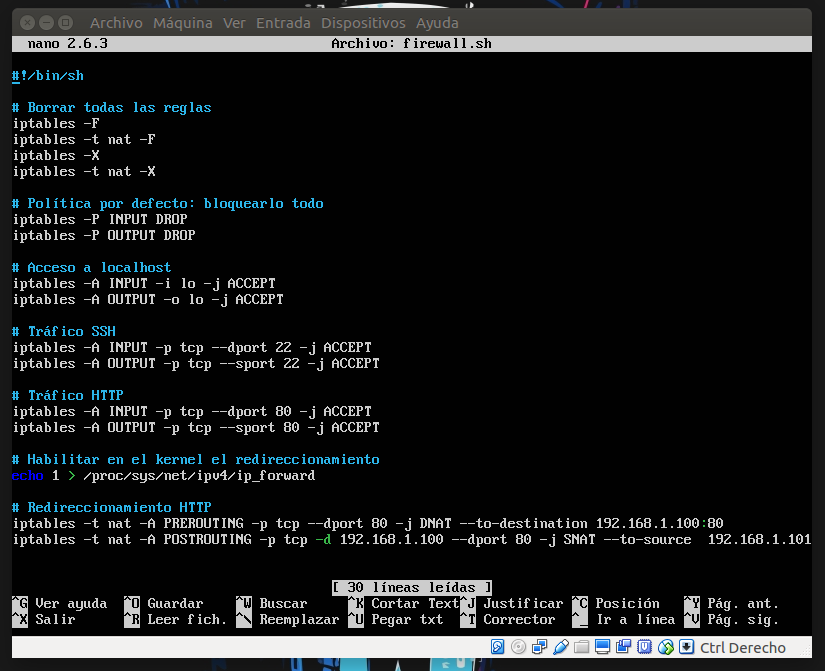 Archivo Máquina Ver Entrada Dispositivos Ayuda
nano 2.6.3 Archivo: firewall.sh
#!/bin/sh
# Borrar todas las reglas
iptables -F
iptables -t nat -F
iptables -X
iptables -t nat -X
# Política por defecto: bloquearlo todo
iptables -P INPUT DROP
iptables -P OUTPUT DROP
# Acceso a localhost
iptables -A INPUT -i lo -j ACCEPT
iptables -A OUTPUT -o lo -j ACCEPT
# Tráfico SSH
iptables -A INPUT -p tcp --dport 22 -j ACCEPT
iptables -A OUTPUT -p tcp --sport 22 -j ACCEPT
# Tráfico HTTP
iptables -A INPUT -p tcp --dport 80 -j ACCEPT
iptables -A OUTPUT -p tcp --sport 80 -j ACCEPT
# Habilitar en el kernel el redireccionamiento
echo 1 > /proc/sys/net/ipv4/ip_forward
# Redireccionamiento HTTP
iptables -t nat -A PREROUTING -p tcp --dport 80 -j DNAT --to-destination 192.168.1.100:80
iptables -t nat -A POSTROUTING -p tcp -d 192.168.1.100 --dport 80 -j SNAT --to-source  192.168.1.101
[ 30 líneas leídas ]
^G Ver ayuda ^O Guardar ^W Buscar ^K Cortar Text ^J Justificar ^C Posición ^Y Pág. ant.
^X Salir ^R Leer fich. ^\ Reemplazar ^U Pegar txt ^T Corrector ^_ Ir a línea ^V Pág. sig.
Ctrl Derecho